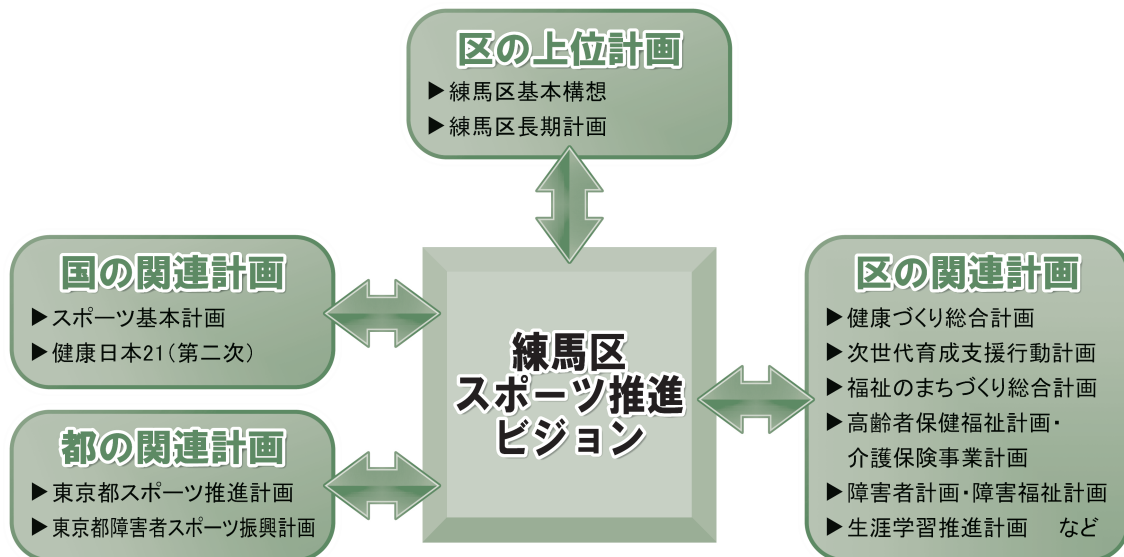 区の上位計画
▶練馬区基本構想
▶練馬区長期計画
国の関連計画
▶スポーツ基本計画
▶健康日本21(第二次)
都の関連計画
▶東京都スポーツ推進計画
▶東京都障害者スポーツ振興計画
練馬区
スポーツ推進
ビジョン
区の関連計画
▶健康づくり総合計画
▶次世代育成支援行動計画
▶福祉のまちづくり総合計画
▶高齢者保健福祉計画・
介護保険事業計画
▶障害者計画・障害福祉計画
▶生涯学習推進計画　など